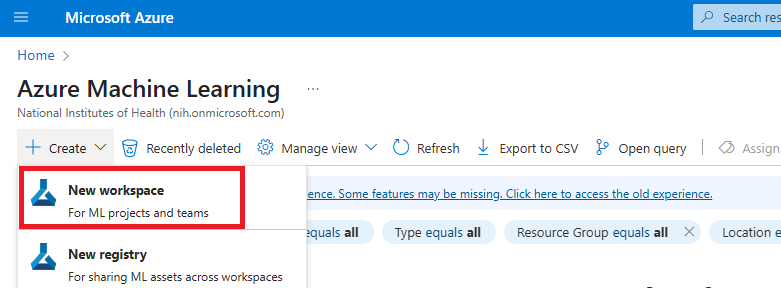 Microsoft Azure
Search res
Home >
Azure Machine Learning ...
National Institutes of Health (nih.onmicrosoft.com)
+ Create Recently deleted Manage view Refresh Export to CSV Open query Assign
New workspace
For ML projects and teams
ence. Some features may be missing. Click here to access the old experience.
equals all Type equals all Resource Group equals all × Location e
New registry
For sharing ML assets across workspaces